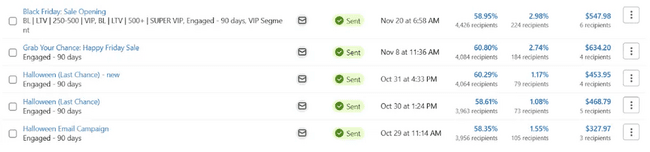 Black Friday: Sale Opening
BL | LTV | 250-500 | VIP, BL | LTV | 500+ | SUPER VIP, Engaged - 90 days, VIP Segme
nt
Sent
Nov 20 at 6:58 AM
58.95%
4,426 recipients
2.98%
224 recipients
$547.98
6 recipients
Grab Your Chance: Happy Friday Sale
Engaged - 90 days
Sent
Nov 8 at 11:36 AM
60.80%
4,084 recipients
2.74%
184 recipients
$634.20
4 recipients
Halloween (Last Chance) - new
Engaged - 90 days
Sent
Oct 31 at 4:33 PM
60.29%
4,064 recipients
1.17%
79 recipients
$453.95
4 recipients
Halloween (Last Chance)
Engaged - 90 days
Sent
Oct 30 at 1:24 PM
58.61%
3,963 recipients
1.08%
73 recipients
$468.79
5 recipients
Halloween Email Campaign
Engaged - 90 days
Sent
Oct 29 at 11:14 AM
58.35%
3,956 recipients
1.55%
105 recipients
$327.97
3 recipients